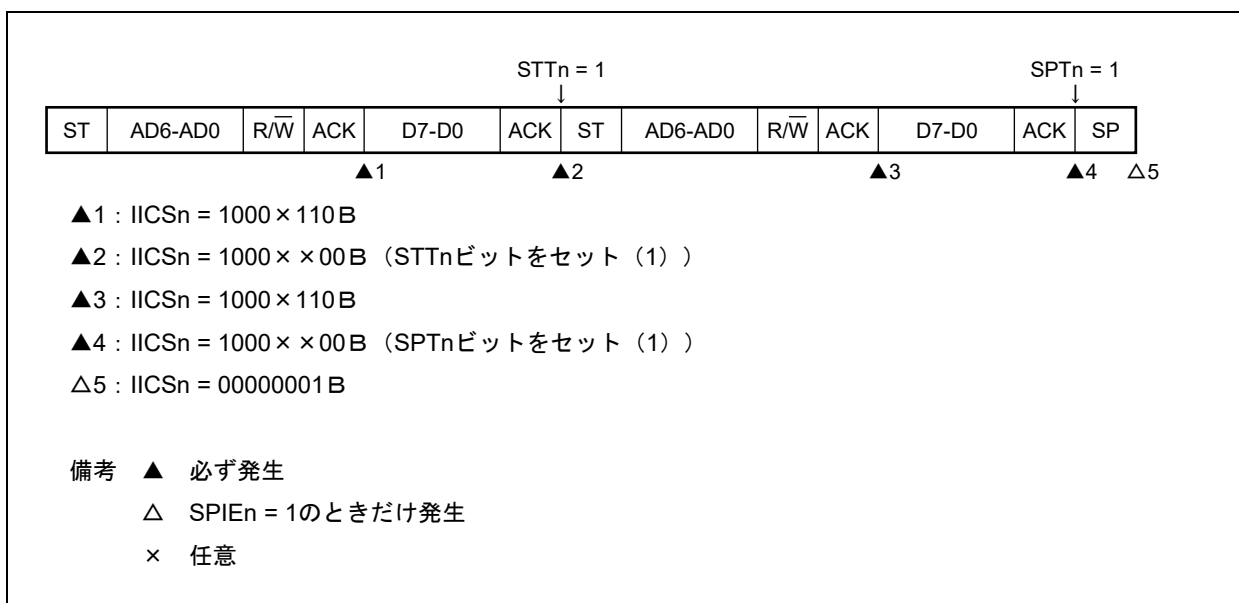 STTn = 1 SPTn = 1
↓ ↓
ST AD6-AD0 R/W̅ ACK D7-D0 ACK ST AD6-AD0 R/W̅ ACK D7-D0 ACK SP
▲1 ▲2 ▲3 ▲4 △5
▲1 : IICSn = 1000×110B
▲2 : IICSn = 1000××00B（STTnビットをセット（1））
▲3 : IICSn = 1000×110B
▲4 : IICSn = 1000××00B（SPTnビットをセット（1））
△5 : IICSn = 00000001B
備考 ▲ 必ず発生
△ SPIEn = 1のときだけ発生
× 任意